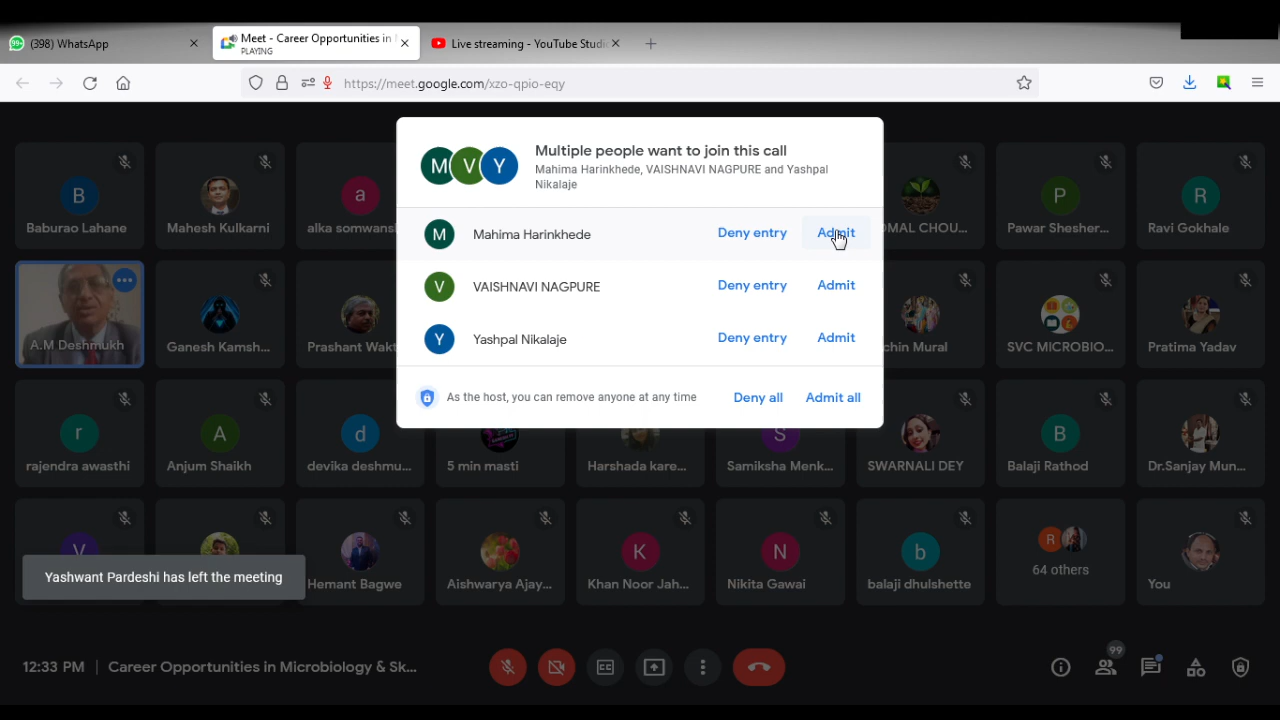 99+
(398) WhatsApp
Meet - Career Opportunities in
PLAYING
Live streaming - YouTube Studi
https://meet.google.com/xzo-qpio-eqy
M V Y
Multiple people want to join this call
Mahima Harinkhede, VAISHNAVI NAGPURE and Yashpal
Nikalaje
M Mahima Harinkhede Deny entry Admit
V VAISHNAVI NAGPURE Deny entry Admit
Y Yashpal Nikalaje Deny entry Admit
As the host, you can remove anyone at any time Deny all Admit all
B
Baburao Lahane
Mahesh Kulkarni
a
alka somwans
OMAL CHOU...
P
Pawar Shesher...
R
Ravi Gokhale
A.M Deshmukh
Ganesh Kamsh...
Prashant Wakt
chin Mural
SVC MICROBIO...
Pratima Yadav
r
rajendra awasthi
A
Anjum Shaikh
d
devika deshmu...
5 min masti
Harshada kare...
S
Samiksha Menk...
SWARNALI DEY
B
Balaji Rathod
Dr.Sanjay Mun...
V
Hemant Bagwe
Aishwarya Ajay...
K
Khan Noor Jah...
N
Nikita Gawai
b
balaji dhulshette
R
64 others
You
Yashwant Pardeshi has left the meeting
12:33 PM | Career Opportunities in Microbiology & Sk...
99